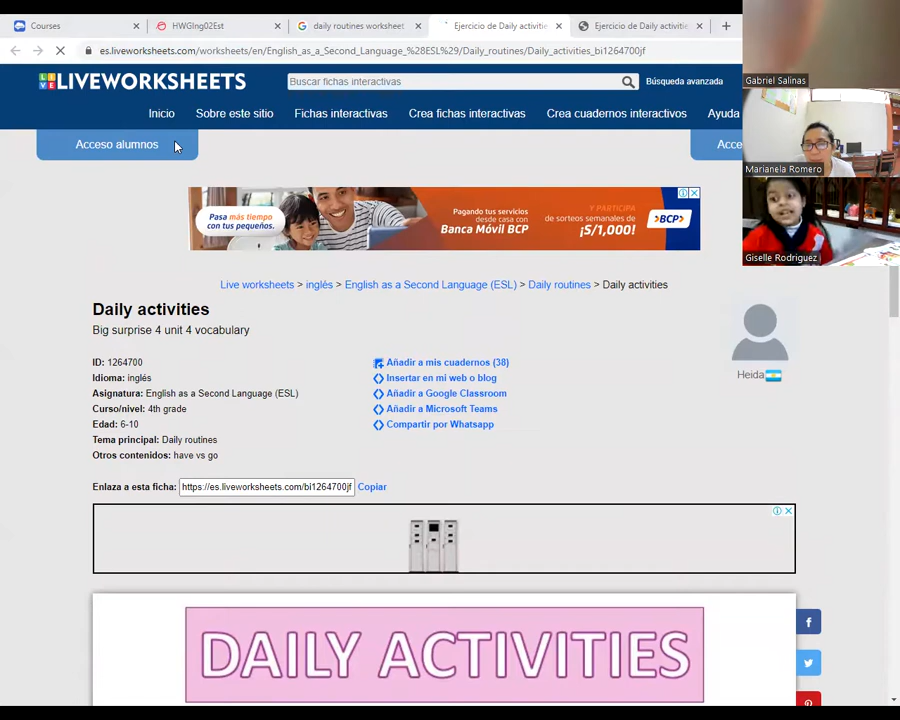 Courses
HWGIng02Est
daily routines worksheet
Ejercicio de Daily activitie
Ejercicio de Daily activitie
es.liveworksheets.com/worksheets/en/English_as_a_Second_Language_%28ESL%29/Daily_routines/Daily_activities_bi1264700jf
LIVE
LIVEWORKSHEETS
Buscar fichas interactivas
Búsqueda avanzada
Inicio
Sobre este sitio
Fichas interactivas
Crea fichas interactivas
Crea cuadernos interactivos
Ayuda
Acceso alumnos
Acce
Gabriel Salinas
Marianela Romero
Giselle Rodriguez
Pasa más tiempo
con tus pequeños.
Pagando tus servicios
desde casa con
Banca Móvil BCP
Y PARTICIPA
de sorteos semanales de
¡S/1,000!
BCP
Live worksheets > inglés > English as a Second Language (ESL) > Daily routines > Daily activities
Daily activities
Big surprise 4 unit 4 vocabulary
ID: 1264700
Idioma: inglés
Asignatura: English as a Second Language (ESL)
Curso/nivel: 4th grade
Edad: 6-10
Tema principal: Daily routines
Otros contenidos: have vs go
Añadir a mis cuadernos (38)
Insertar en mi web o blog
Añadir a Google Classroom
Añadir a Microsoft Teams
Compartir por Whatsapp
Heida
Enlaza a esta ficha: https://es.liveworksheets.com/bi1264700jf Copiar
DAILY ACTIVITIES